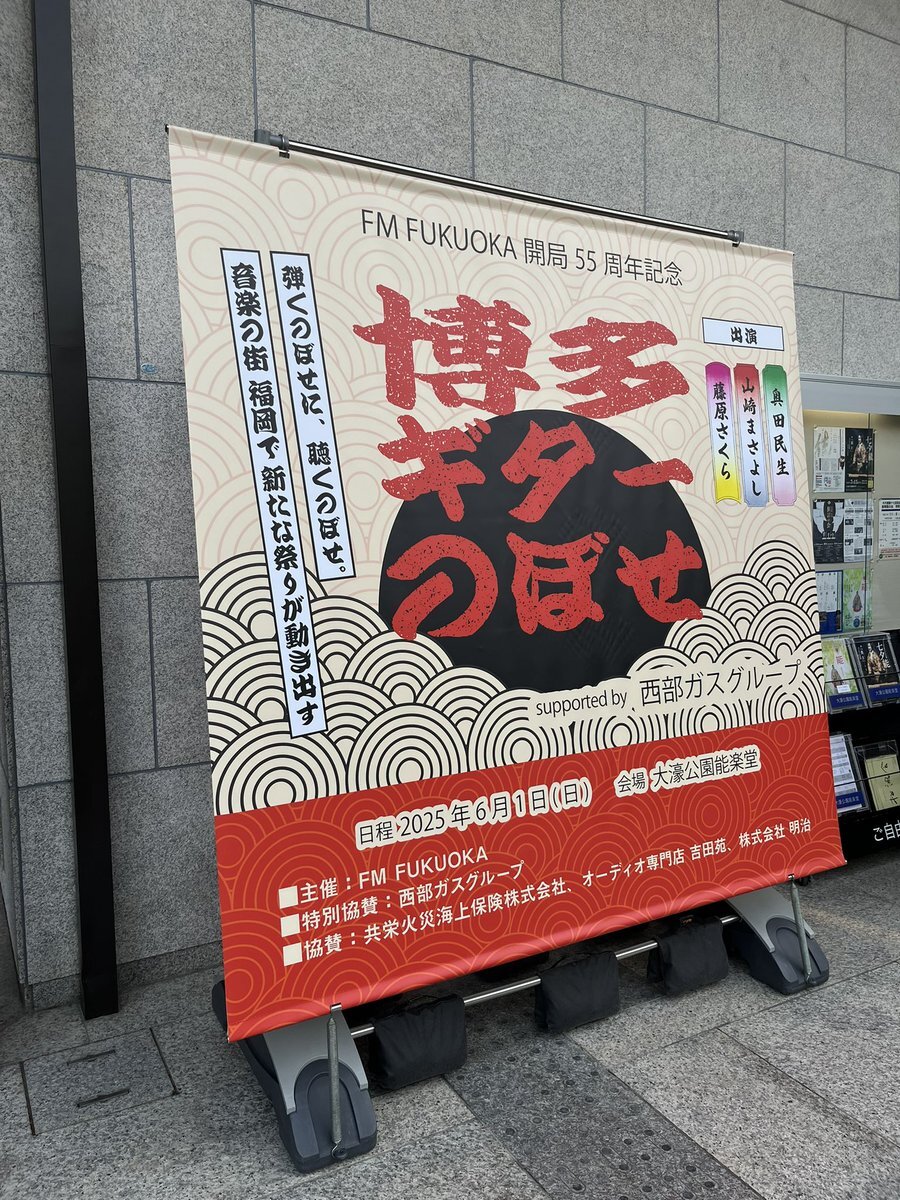 FM FUKUOKA 開局 55 周年記念
弾くのぼせに、聴くのぼせ。
音楽の街 福岡で 新たな祭りが動き出す
博多
ギター
のぼせ
出演
奥田民生
山崎まさよし
藤原さくら
supported by 西部ガスグループ
日程 2025年6月1日(日) 会場 大濠公園能楽堂
■主催:FM FUKUOKA
■特別協賛:西部ガスグループ
■協賛:共栄火災海上保険株式会社、オーディオ専門店 吉田苑、株式会社 明治
ご自由